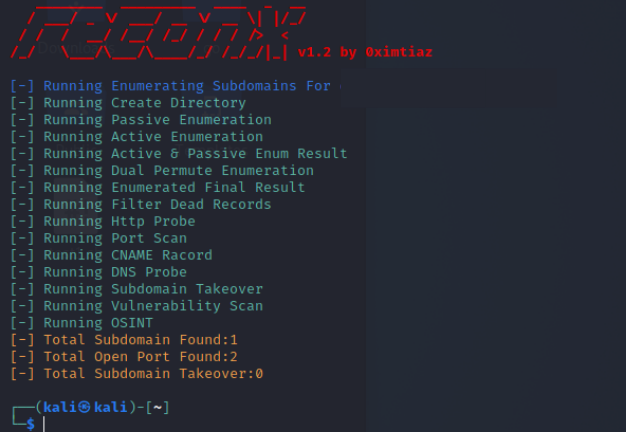 v1.2 by 0ximtiaz
[-] Running Enumerating Subdomains For
[-] Running Create Directory
[-] Running Passive Enumeration
[-] Running Active Enumeration
[-] Running Active & Passive Enum Result
[-] Running Dual Permute Enumeration
[-] Running Enumerated Final Result
[-] Running Filter Dead Records
[-] Running Http Probe
[-] Running Port Scan
[-] Running CNAME Racord
[-] Running DNS Probe
[-] Running Subdomain Takeover
[-] Running Vulnerability Scan
[-] Running OSINT
[-] Total Subdomain Found:1
[-] Total Open Port Found:2
[-] Total Subdomain Takeover:0
┌──(kali㉿kali)-[~]
└─$